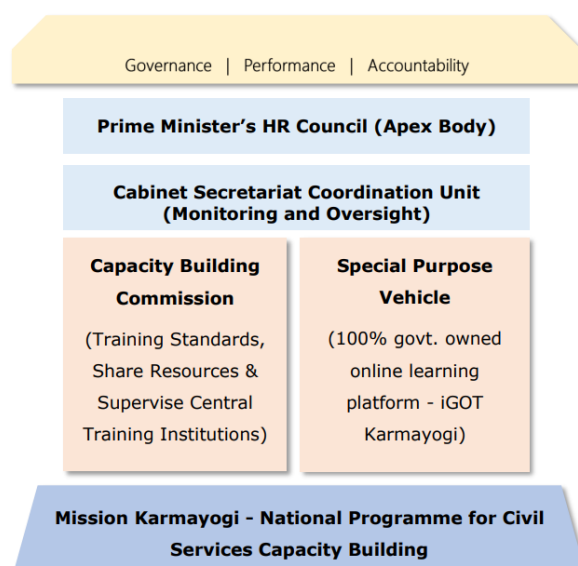 Governance | Performance | Accountability
Prime Minister's HR Council (Apex Body)
Cabinet Secretariat Coordination Unit
(Monitoring and Oversight)
Capacity Building
Commission
(Training Standards,
Share Resources &
Supervise Central
Training Institutions)
Special Purpose
Vehicle
(100% govt. owned
online learning
platform - iGOT
Karmayogi)
Mission Karmayogi - National Programme for Civil
Services Capacity Building